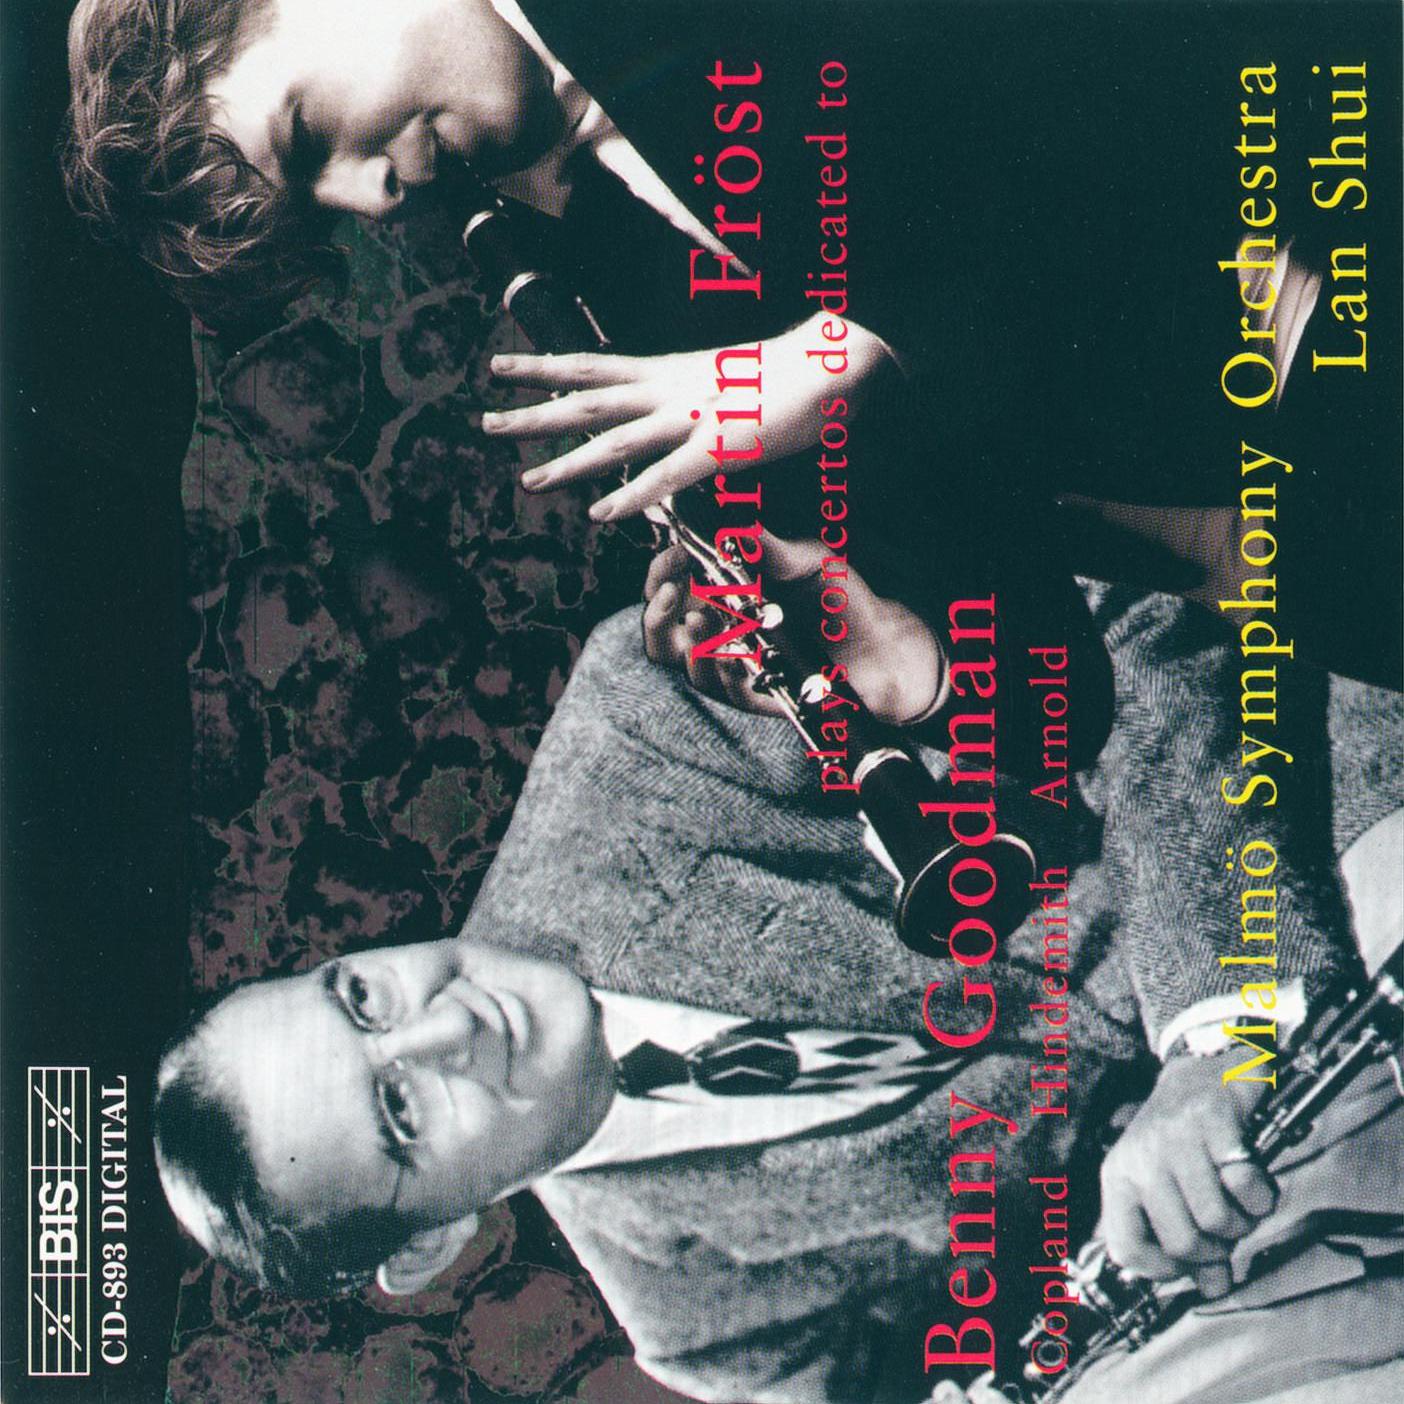 BIS
CD-893 DIGITAL
Martin Fröst
plays concertos dedicated to
Benny Goodman
Copland Hindemith Arnold
Malmö Symphony Orchestra
Lan Shui